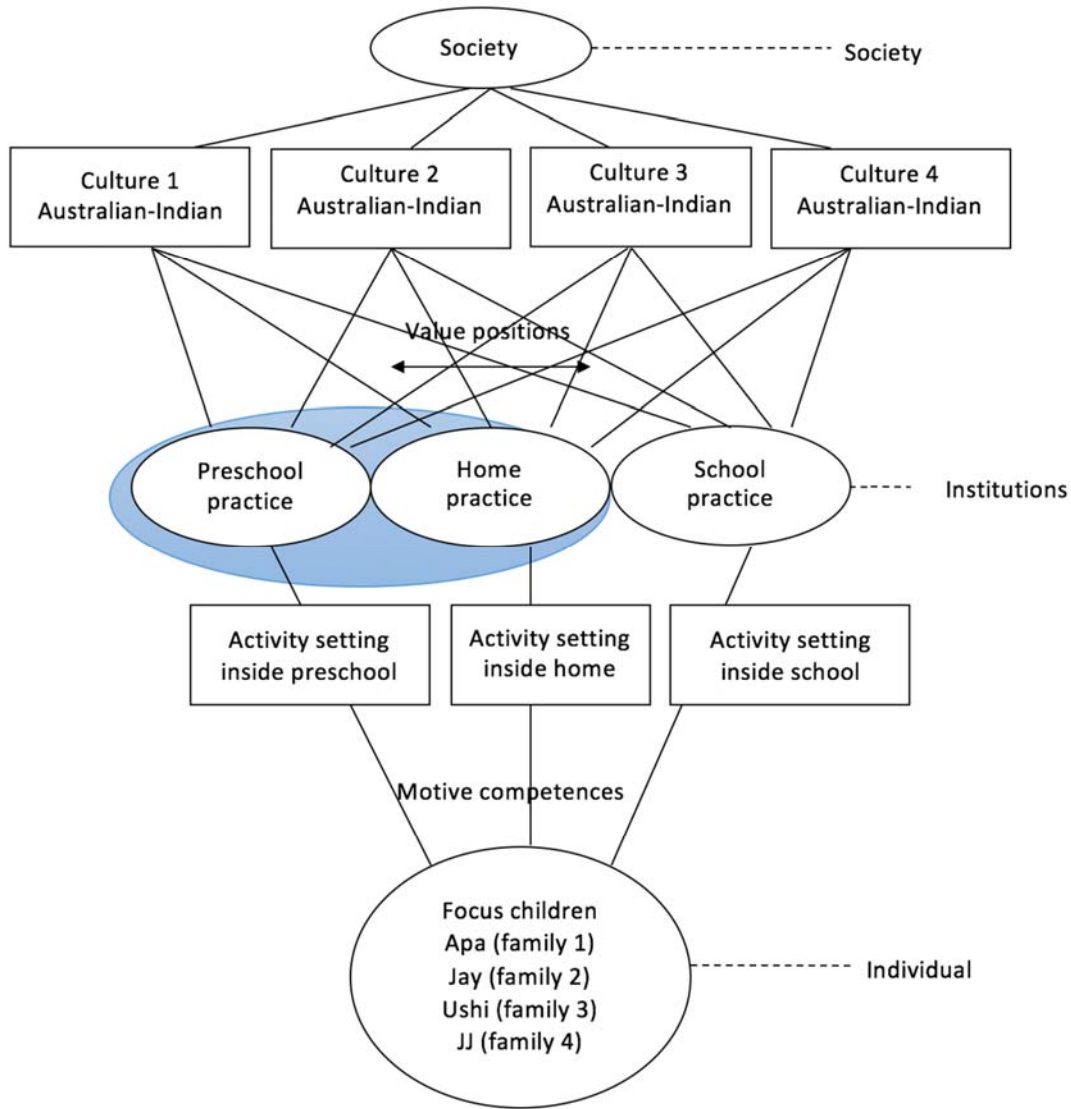 Society
Society
Culture 1
Australian-Indian
Culture 2
Australian-Indian
Culture 3
Australian-Indian
Culture 4
Australian-Indian
Value positions
Preschool
practice
Home
practice
School
practice
Institutions
Activity setting
inside preschool
Activity setting
inside home
Activity setting
inside school
Motive competences
Focus children
Apa (family 1)
Jay (family 2)
Ushi (family 3)
JJ (family 4)
Individual